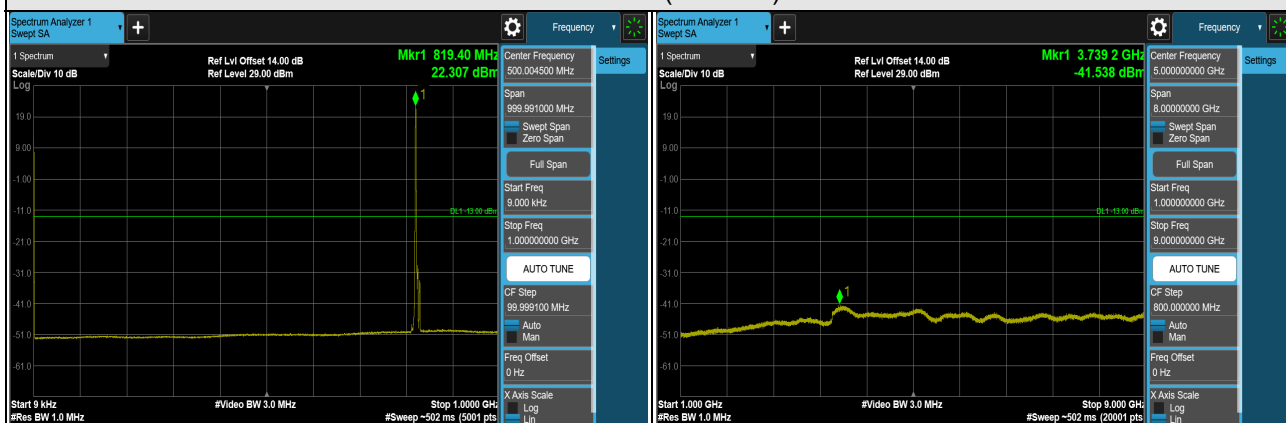 Spectrum Analyzer 1
Swept SA
+
Frequency
1 Spectrum
Scale/Div 10 dB
Log
Ref Lvl Offset 14.00 dB
Ref Level 29.00 dBm
Mkr1 819.40 MHz
22.307 dBm
1
19.0
9.00
-1.00
-11.0
-21.0
-31.0
-41.0
-51.0
-61.0
DL1 -13.00 dBm
Start 9 kHz
#Res BW 1.0 MHz
#Video BW 3.0 MHz
Stop 1.0000 GHz
#Sweep ~502 ms (5001 pts
Center Frequency
500.004500 MHz
Settings
Span
999.991000 MHz
Swept Span
Zero Span
Full Span
Start Freq
9.000 kHz
Stop Freq
1.000000000 GHz
AUTO TUNE
CF Step
99.999100 MHz
Auto
Man
Freq Offset
0 Hz
X Axis Scale
Log
Lin
Spectrum Analyzer 1
Swept SA
+
Frequency
1 Spectrum
Scale/Div 10 dB
Log
Ref Lvl Offset 14.00 dB
Ref Level 29.00 dBm
Mkr1 3.739 2 GHz
-41.538 dBm
1
19.0
9.00
-1.00
-11.0
-21.0
-31.0
-41.0
-51.0
-61.0
DL1 -13.00 dBm
Start 1.000 GHz
#Res BW 1.0 MHz
#Video BW 3.0 MHz
Stop 9.000 GHz
#Sweep ~502 ms (20001 pts
Center Frequency
5.000000000 GHz
Settings
Span
8.00000000 GHz
Swept Span
Zero Span
Full Span
Start Freq
1.000000000 GHz
Stop Freq
9.000000000 GHz
AUTO TUNE
CF Step
800.000000 MHz
Auto
Man
Freq Offset
0 Hz
X Axis Scale
Log
Lin